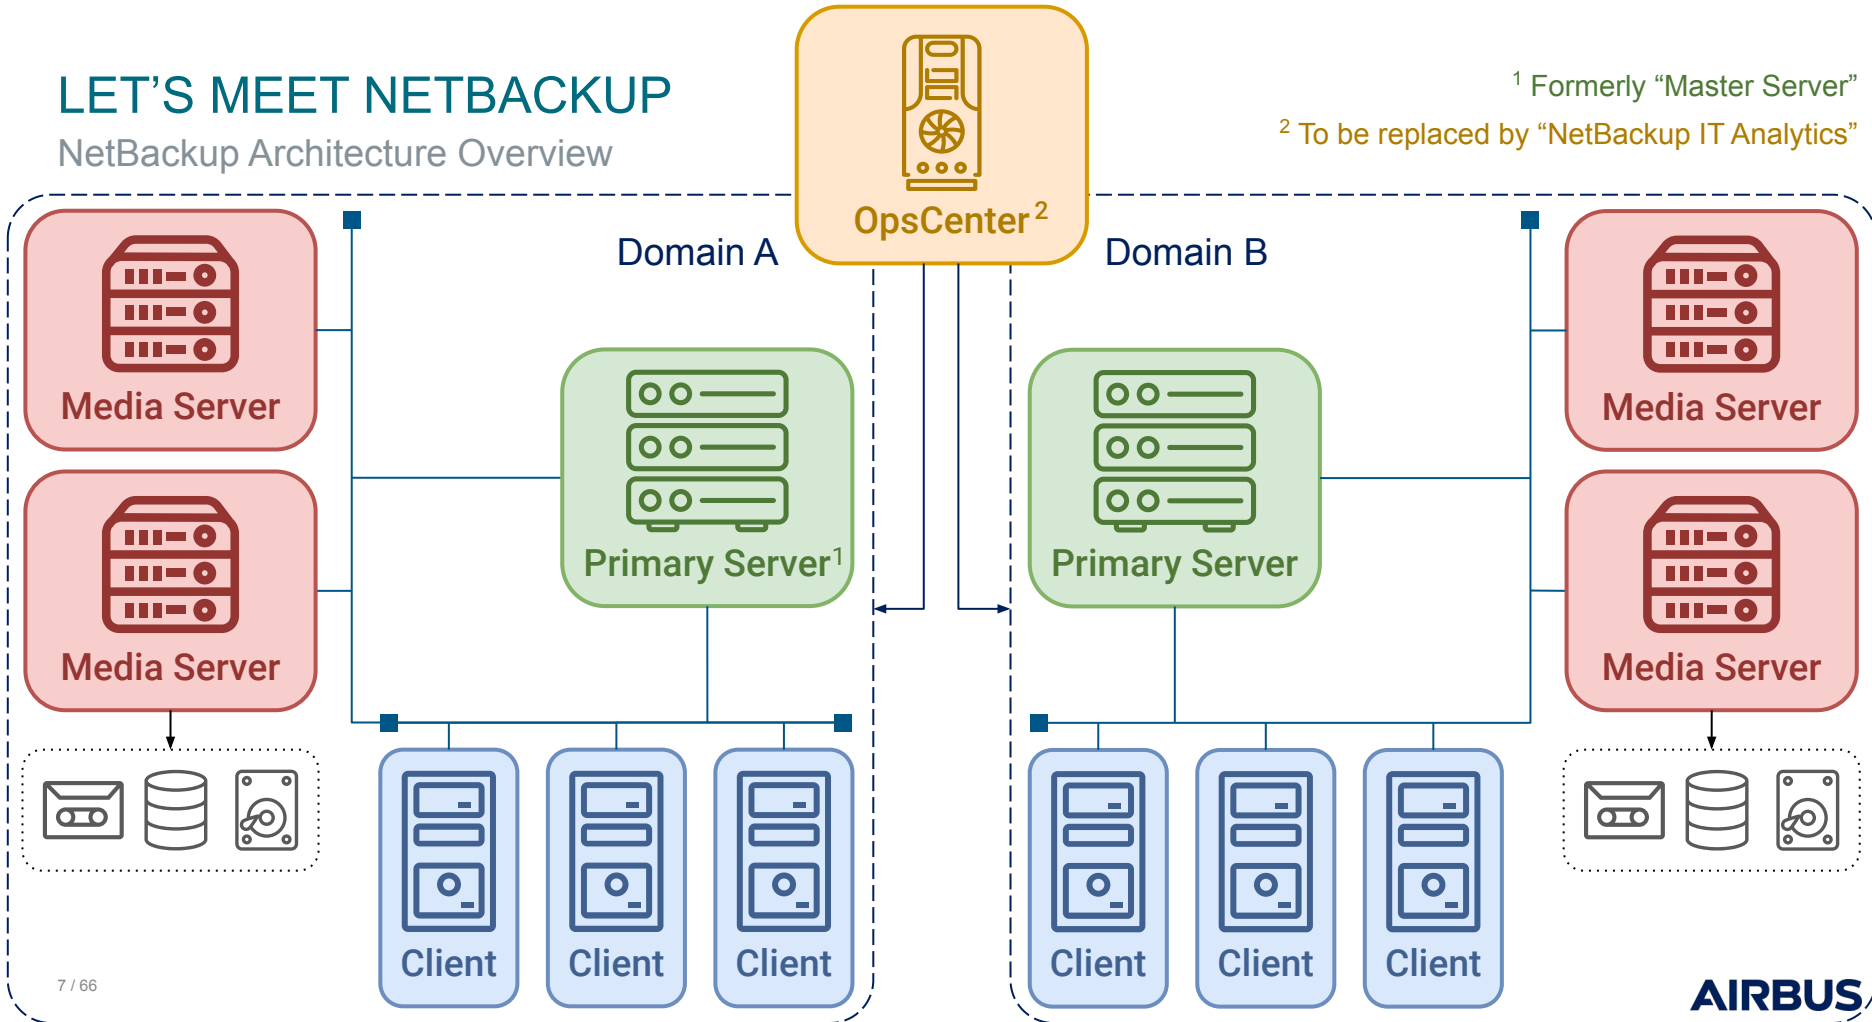 LET’S MEET NETBACKUP
NetBackup Architecture Overview
¹ Formerly “Master Server”
² To be replaced by “NetBackup IT Analytics”
OpsCenter²
Domain A
Domain B
Media Server
Media Server
Primary Server¹
Primary Server
Media Server
Media Server
Client
Client
Client
Client
Client
Client
7 / 66
AIRBUS